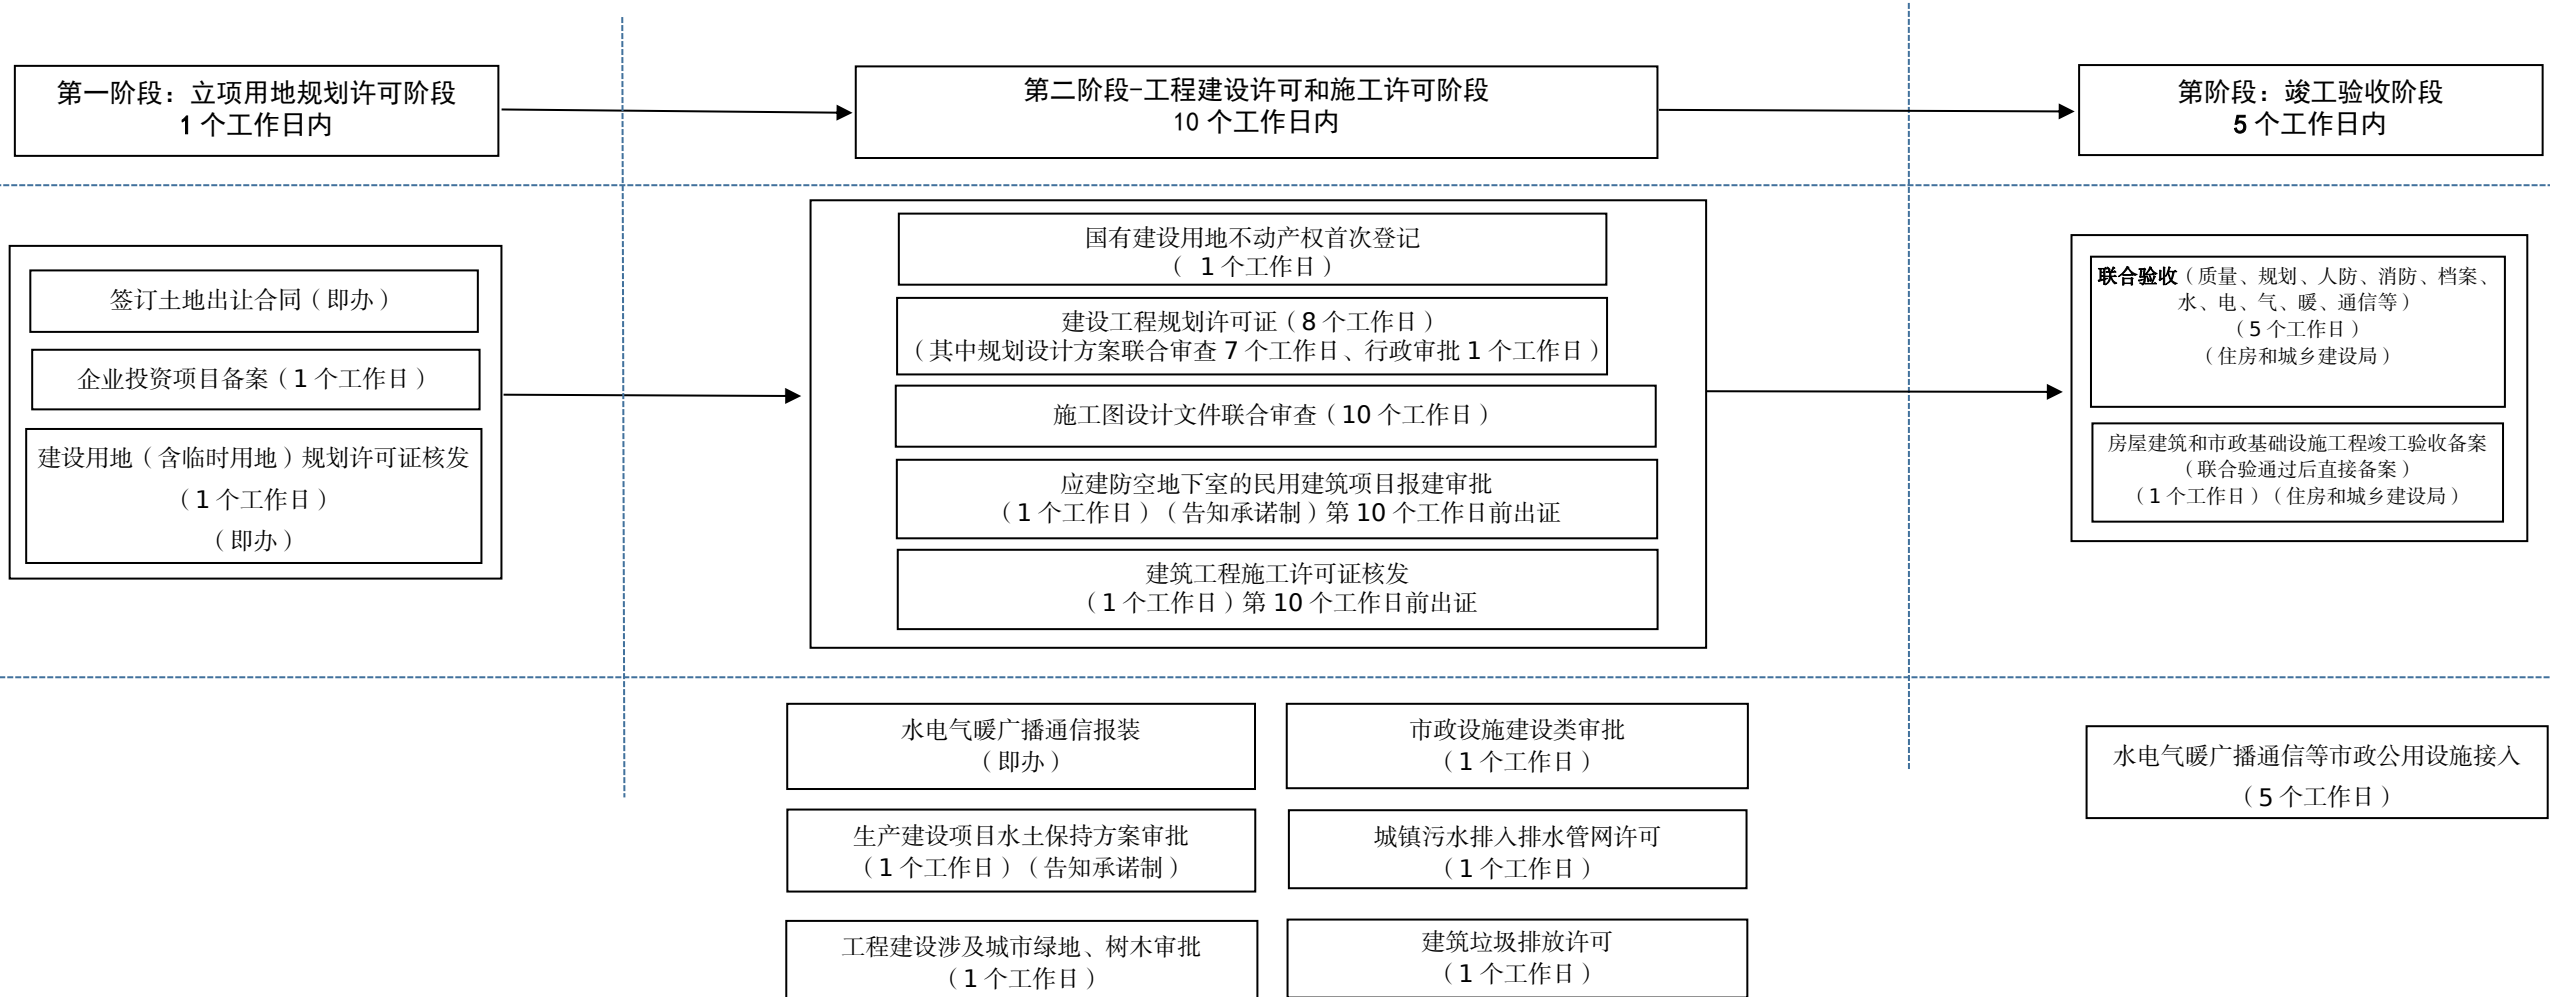 第一阶段：立项用地规划许可阶段
1 个工作日内
第二阶段-工程建设许可和施工许可阶段
10 个工作日内
第阶段：竣工验收阶段
5 个工作日内
签订土地出让合同（即办）
企业投资项目备案（1 个工作日）
建设用地（含临时用地）规划许可证核发
（1 个工作日）
（即办）
国有建设用地不动产权首次登记
（ 1 个工作日）
建设工程规划许可证（8 个工作日）
（其中规划设计方案联合审查 7 个工作日、行政审批 1 个工作日）
施工图设计文件联合审查（10 个工作日）
应建防空地下室的民用建筑项目报建审批
（1 个工作日）（告知承诺制）第 10 个工作日前出证
建筑工程施工许可证核发
（1 个工作日）第 10 个工作日前出证
联合验收（质量、规划、人防、消防、档案、
水、电、气、暖、通信等）
（5 个工作日）
（住房和城乡建设局）
房屋建筑和市政基础设施工程竣工验收备案
（联合验通过后直接备案）
（1 个工作日）（住房和城乡建设局）
水电气暖广播通信报装
（即办）
市政设施建设类审批
（1 个工作日）
生产建设项目水土保持方案审批
（1 个工作日）（告知承诺制）
城镇污水排入排水管网许可
（1 个工作日）
工程建设涉及城市绿地、树木审批
（1 个工作日）
建筑垃圾排放许可
（1 个工作日）
水电气暖广播通信等市政公用设施接入
（5 个工作日）